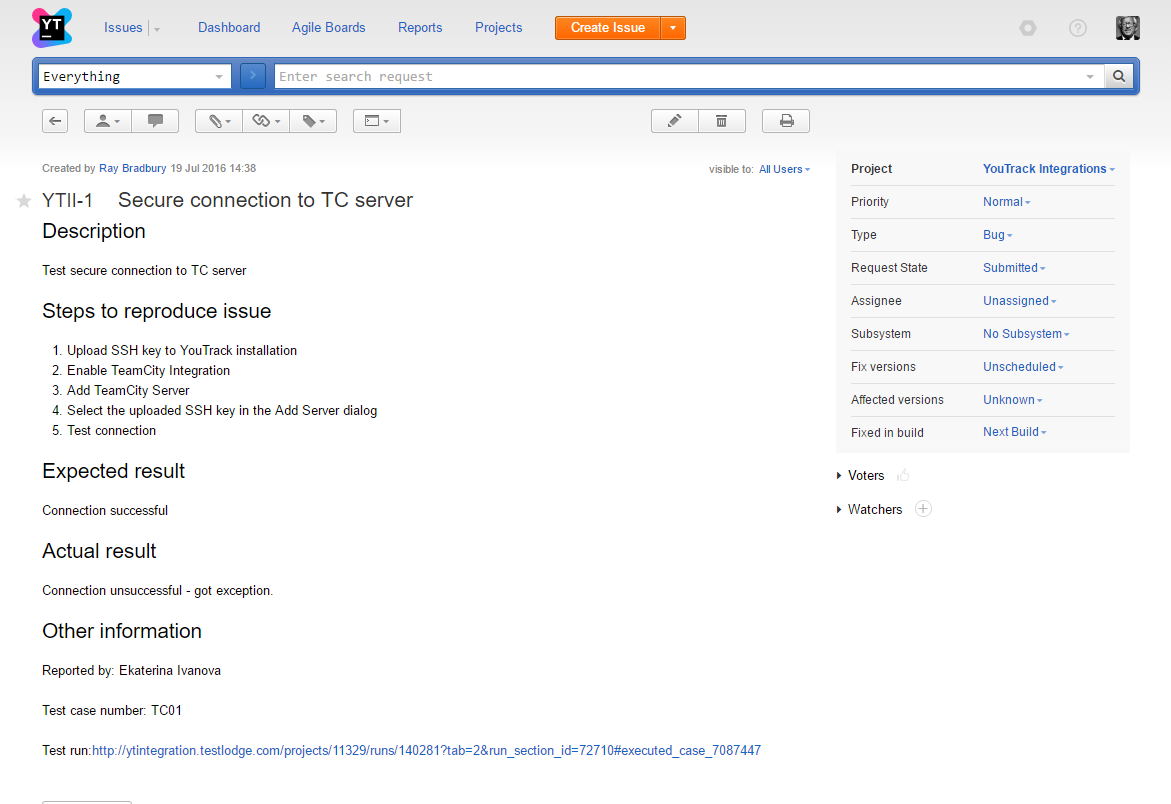 YT
Issues Dashboard Agile Boards Reports Projects Create Issue
Everything Enter search request
Created by Ray Bradbury 19 Jul 2016 14:38 visible to: All Users
YTII-1 Secure connection to TC server
Description
Test secure connection to TC server
Steps to reproduce issue
1. Upload SSH key to YouTrack installation
2. Enable TeamCity Integration
3. Add TeamCity Server
4. Select the uploaded SSH key in the Add Server dialog
5. Test connection
Expected result
Connection successful
Actual result
Connection unsuccessful - got exception.
Other information
Reported by: Ekaterina Ivanova
Test case number: TC01
Test run:http://ytintegration.testlodge.com/projects/11329/runs/140281?tab=2&run_section_id=72710#executed_case_7087447
Project YouTrack Integrations
Priority Normal
Type Bug
Request State Submitted
Assignee Unassigned
Subsystem No Subsystem
Fix versions Unscheduled
Affected versions Unknown
Fixed in build Next Build
Voters
Watchers